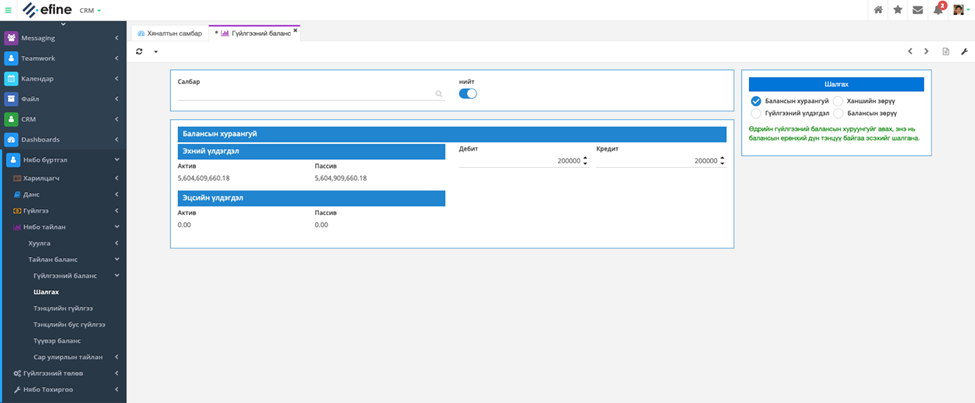 efine CRM
3
Messaging
Teamwork
Календар
Файл
CRM
Dashboards
Нябо бүртгэл
Харилцагч
Данс
Гүйлгээ
Нябо тайлан
Хуулга
Тайлан баланс
Гүйлгээний баланс
Шалгах
Тэнцлийн гүйлгээ
Тэнцлийн бус гүйлгээ
Түүвэр баланс
Сар улирлын тайлан
Гүйлгээний төлөв
Нябо Тохиргоо
Хяналтын самбар
* Гүйлгээний баланс ×
Салбар
нийт
Балансын хураангуй
Эхний үлдэгдэл
Актив Пассив
5,604,609,660.18 5,604,909,660.18
Дебит Кредит
200000 200000
Эцсийн үлдэгдэл
Актив Пассив
0.00 0.00
Шалгах
Балансын хураангуй Ханшийн зөрүү
Гүйлгээний үлдэгдэл Балансын зөрүү
Өдрийн гүйлгээний балансын хуруунгуйг авах, энэ нь
балансын ерөнхий дүн тэнцүү байгаа эсэхийг шалгана.